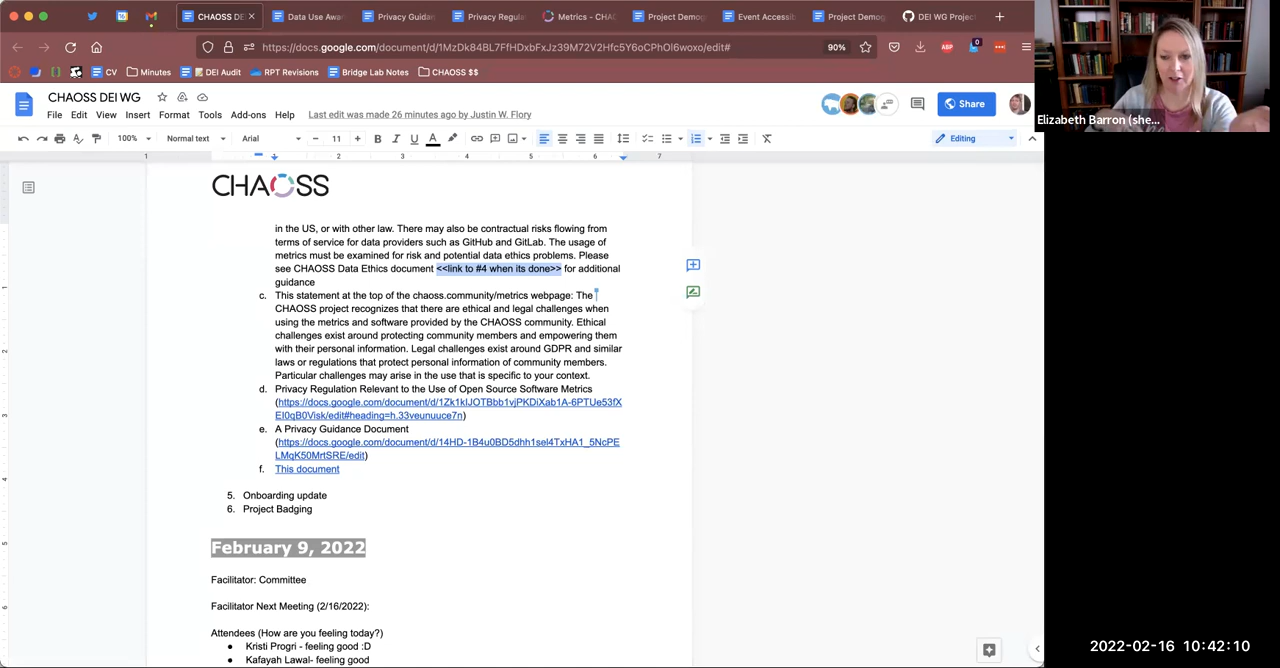 CHAOSS DEI
Data Use Awa
Privacy Guidan
Privacy Regula
Metrics - CHAO
Project Demog
Event Accessib
Project Demog
DEI WG Project
https://docs.google.com/document/d/1MzDk84BL7FfHDxbFxJz39M72V2Hfc5Y6oCPhOl6woxo/edit#
90%
CV
Minutes
DEI Audit
RPT Revisions
Bridge Lab Notes
CHAOSS $$
CHAOSS DEI WG
File Edit View Insert Format Tools Add-ons Help
Last edit was made 26 minutes ago by Justin W. Flory
Share
100%
Normal text
Arial
11
Editing
1 1 2 3 4 5 6 7
CHAOSS
in the US, or with other law. There may also be contractual risks flowing from
terms of service for data providers such as GitHub and GitLab. The usage of
metrics must be examined for risk and potential data ethics problems. Please
see CHAOSS Data Ethics document <<link to #4 when its done>> for additional
guidance
c. This statement at the top of the chaoss.community/metrics webpage: The
CHAOSS project recognizes that there are ethical and legal challenges when
using the metrics and software provided by the CHAOSS community. Ethical
challenges exist around protecting community members and empowering them
with their personal information. Legal challenges exist around GDPR and similar
laws or regulations that protect personal information of community members.
Particular challenges may arise in the use that is specific to your context.
d. Privacy Regulation Relevant to the Use of Open Source Software Metrics
(https://docs.google.com/document/d/1Zk1kIJOTBbb1vjPKDiXab1A-6PTUe53fX
EI0qB0Visk/edit#heading=h.33veunuuce7n)
e. A Privacy Guidance Document
(https://docs.google.com/document/d/14HD-1B4u0BD5dhh1sel4TxHA1_5NcPE
LMqK50MrtSRE/edit)
f. This document
5. Onboarding update
6. Project Badging
February 9, 2022
Facilitator: Committee
Facilitator Next Meeting (2/16/2022):
Attendees (How are you feeling today?)
● Kristi Progri - feeling good :D
● Kafayah Lawal- feeling good
Elizabeth Barron (she...
2022-02-16 10:42:10